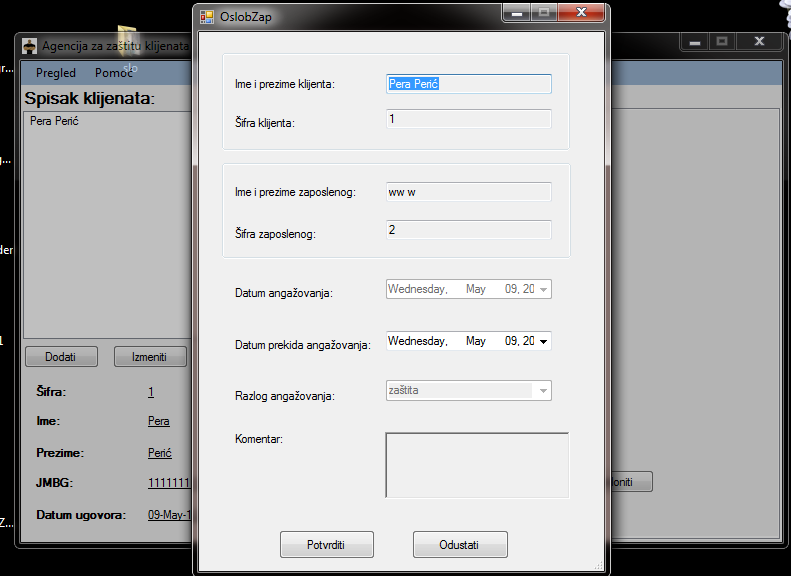 OslobZap
Agencija za zaštitu klijenata
slo
Pregled Pomoć
Spisak klijenata:
Pera Perić
Dodati Izmeniti
Šifra: 1
Ime: Pera
Prezime: Perić
JMBG: 1111111
Datum ugovora: 09-May-1
Ime i prezime klijenta: Pera Perić
Šifra klijenta: 1
Ime i prezime zaposlenog: ww w
Šifra zaposlenog: 2
Datum angažovanja: Wednesday, May 09, 20
Datum prekida angažovanja: Wednesday, May 09, 20
Razlog angažovanja: zaštita
Komentar:
Potvrditi Odustati